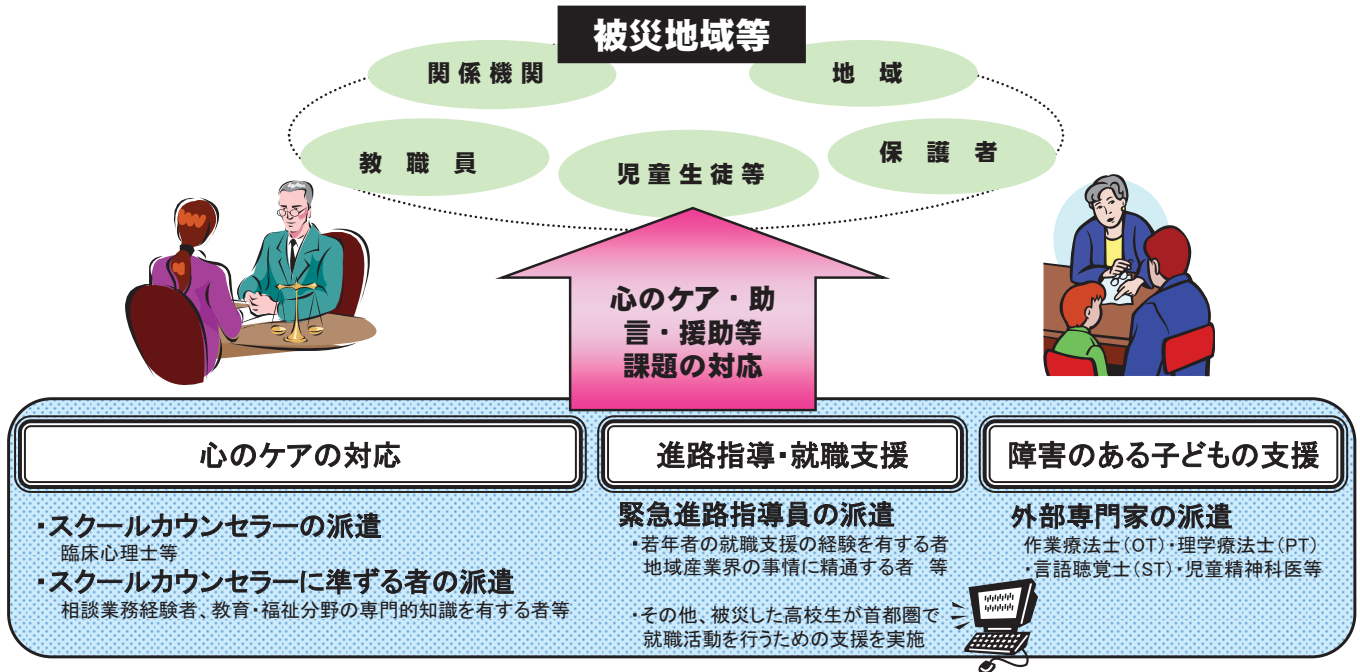 被災地域等
関係機関
地域
教職員
児童生徒等
保護者
心のケア・助
言・援助等
課題の対応
心のケアの対応
・スクールカウンセラーの派遣
臨床心理士等
・スクールカウンセラーに準ずる者の派遣
相談業務経験者、教育・福祉分野の専門的知識を有する者等
進路指導・就職支援
緊急進路指導員の派遣
・若年者の就職支援の経験を有する者
地域産業界の事情に精通する者 等
・その他、被災した高校生が首都圏で
就職活動を行うための支援を実施
障害のある子どもの支援
外部専門家の派遣
作業療法士(OT)・理学療法士(PT)
・言語聴覚士(ST)・児童精神科医等